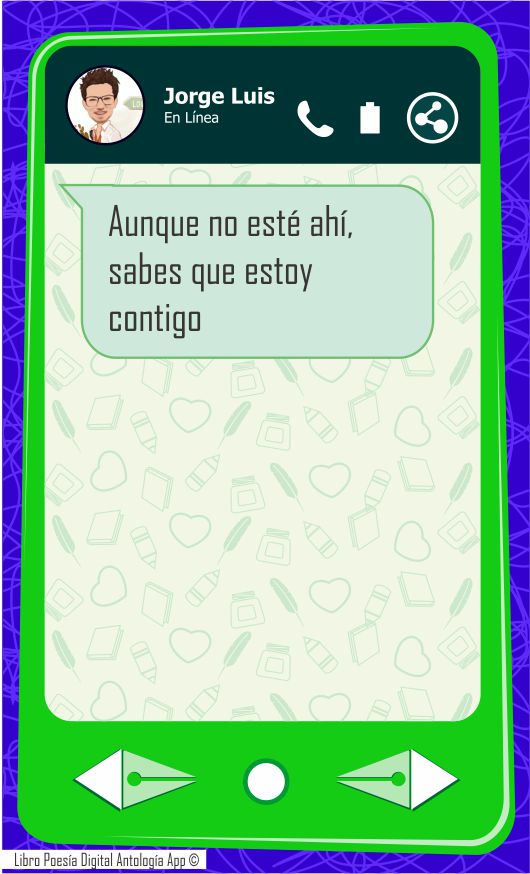 Jorge Luis
En Línea
Aunque no esté ahí,
sabes que estoy
contigo
Libro Poesía Digital Antología App ©